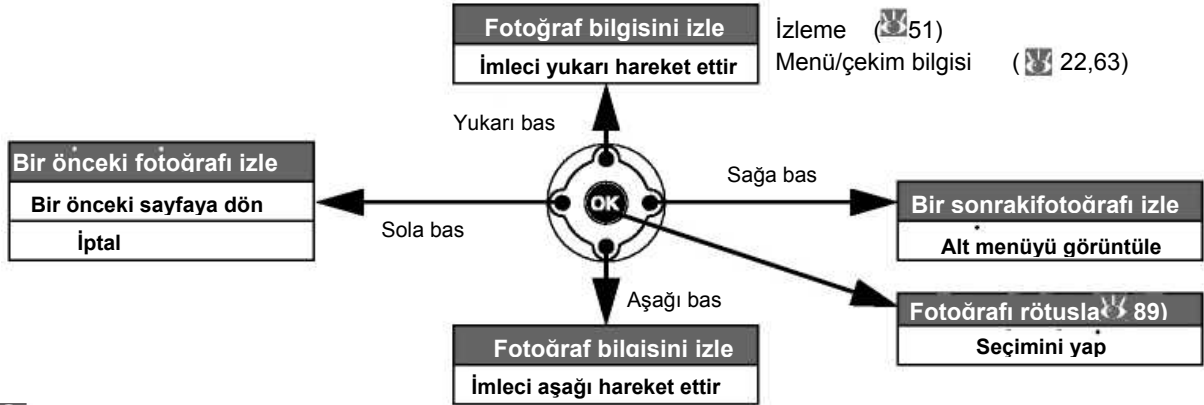 Fotoğraf bilgisini izle
İmleci yukarı hareket ettir
İzleme (51)
Menü/çekim bilgisi ( 22,63)
Yukarı bas
Bir önceki fotoğrafı izle
Bir önceki sayfaya dön
İptal
Sola bas
OK
Sağa bas
Bir sonrakifotoğrafı izle
Alt menüyü görüntüle
Aşağı bas
Fotoğrafı rötusla 89)
Seçimini yap
Fotoğraf bilgisini izle
İmleci aşağı hareket ettir